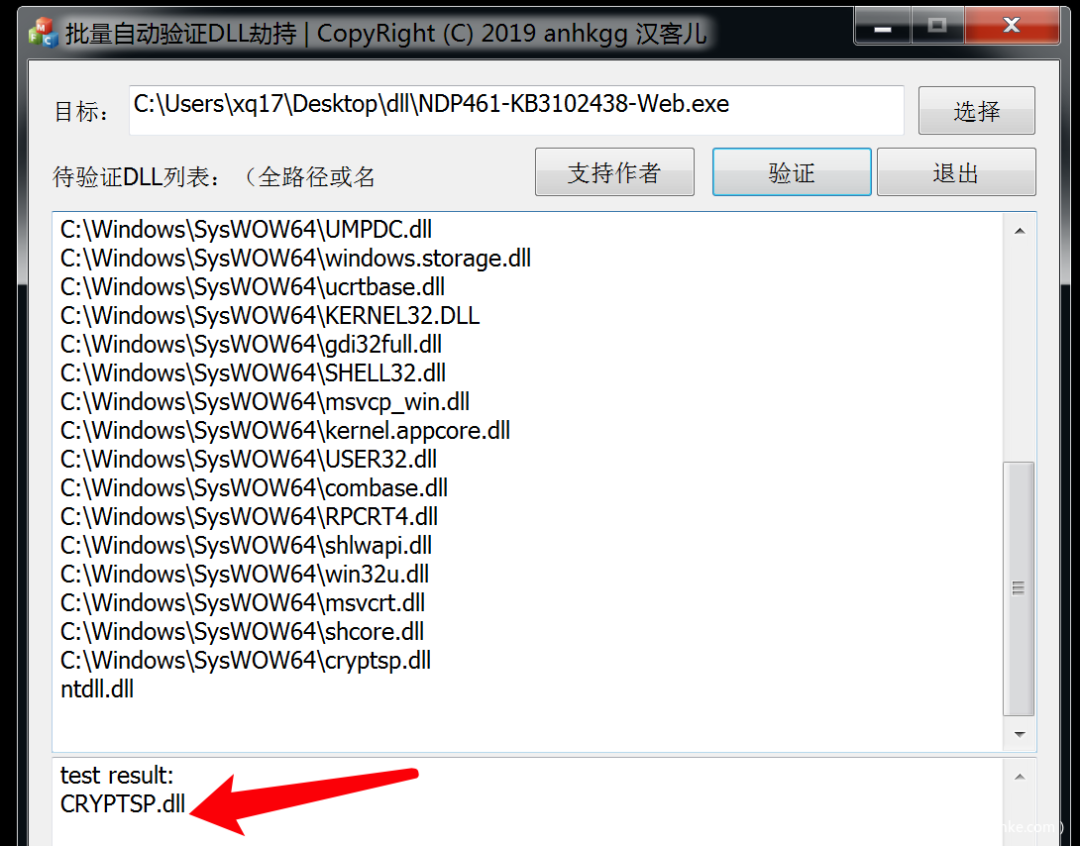 批量自动验证DLL劫持 | CopyRight (C) 2019 anhkgg 汉客儿
目标： C:\Users\xq17\Desktop\dll\NDP461-KB3102438-Web.exe 选择
待验证DLL列表：（全路径或名 支持作者 验证 退出
C:\Windows\SysWOW64\UMPDC.dll
C:\Windows\SysWOW64\windows.storage.dll
C:\Windows\SysWOW64\ucrtbase.dll
C:\Windows\SysWOW64\KERNEL32.DLL
C:\Windows\SysWOW64\gdi32full.dll
C:\Windows\SysWOW64\SHELL32.dll
C:\Windows\SysWOW64\msvcp_win.dll
C:\Windows\SysWOW64\kernel.appcore.dll
C:\Windows\SysWOW64\USER32.dll
C:\Windows\SysWOW64\combase.dll
C:\Windows\SysWOW64\RPCRT4.dll
C:\Windows\SysWOW64\shlwapi.dll
C:\Windows\SysWOW64\win32u.dll
C:\Windows\SysWOW64\msvcrt.dll
C:\Windows\SysWOW64\shcore.dll
C:\Windows\SysWOW64\cryptsp.dll
ntdll.dll
test result:
CRYPTSP.dll